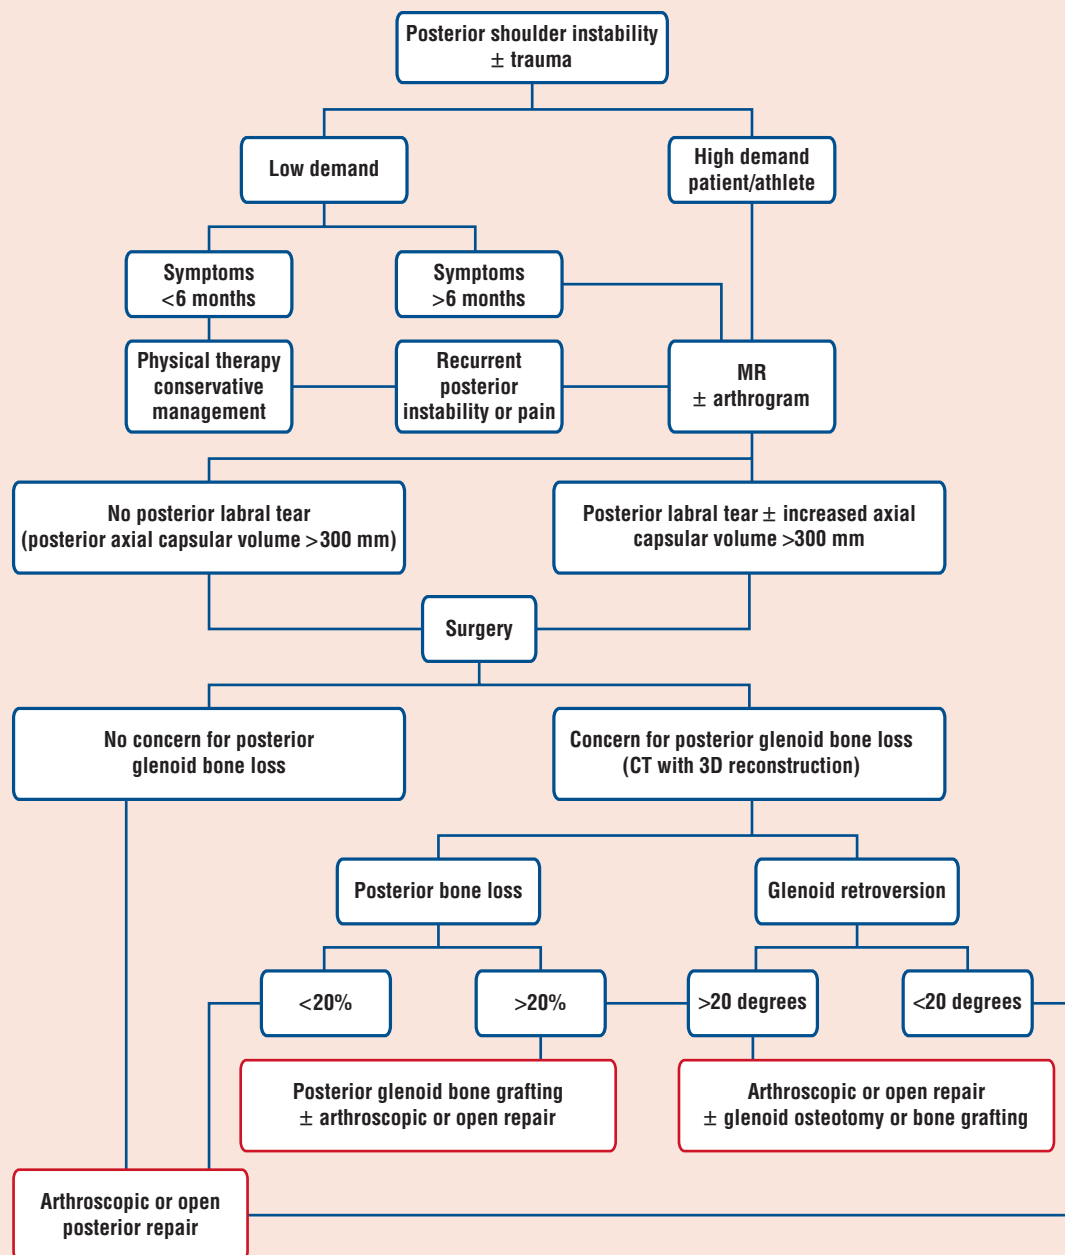 Posterior shoulder instability
± trauma
Low demand
High demand
patient/athlete
Symptoms
<6 months
Symptoms
>6 months
Physical therapy
conservative
management
Recurrent
posterior
instability or pain
MR
± arthrogram
No posterior labral tear
(posterior axial capsular volume >300 mm)
Posterior labral tear ± increased axial
capsular volume >300 mm
Surgery
No concern for posterior
glenoid bone loss
Concern for posterior glenoid bone loss
(CT with 3D reconstruction)
Posterior bone loss
Glenoid retroversion
<20%
>20%
>20 degrees
<20 degrees
Posterior glenoid bone grafting
± arthroscopic or open repair
Arthroscopic or open repair
± glenoid osteotomy or bone grafting
Arthroscopic or open
posterior repair